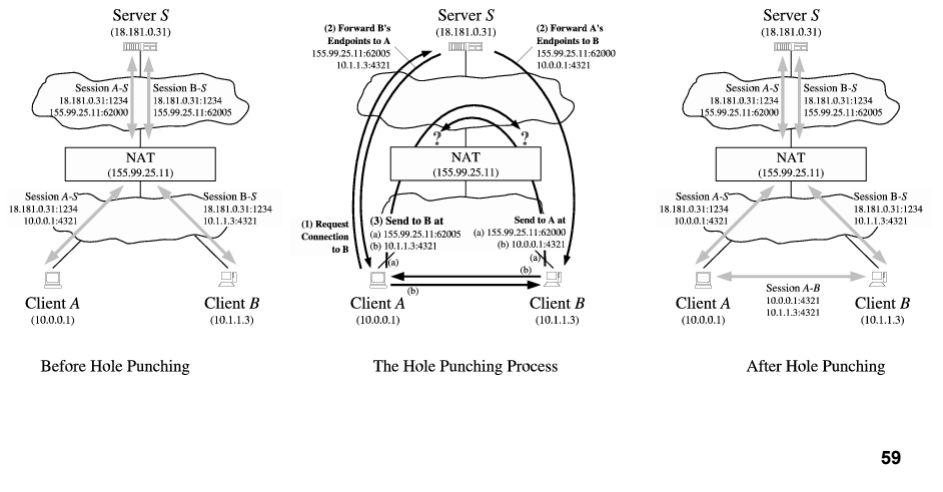 Server S
(18.181.0.31)
Session A-S
18.181.0.31:1234
155.99.25.11:62000
Session B-S
18.181.0.31:1234
155.99.25.11:62005
NAT
(155.99.25.11)
Session A-S
18.181.0.31:1234
10.0.0.1:4321
Session B-S
18.181.0.31:1234
10.1.1.3:4321
Client A
(10.0.0.1)
Client B
(10.1.1.3)
Before Hole Punching
(2) Forward B's
Endpoints to A
155.99.25.11:62005
10.1.1.3:4321
Server S
(18.181.0.31)
(2) Forward A's
Endpoints to B
155.99.25.11:62000
10.0.0.1:4321
?
?
NAT
(155.99.25.11)
(1) Request
Connection
to B
(3) Send to B at
(a) 155.99.25.11:62005
(b) 10.1.1.3:4321
Send to A at
(a) 155.99.25.11:62000
(b) 10.0.0.1:4321
(a)
(a)
(b)
(b)
Client A
(10.0.0.1)
Client B
(10.1.1.3)
The Hole Punching Process
Server S
(18.181.0.31)
Session A-S
18.181.0.31:1234
155.99.25.11:62000
Session B-S
18.181.0.31:1234
155.99.25.11:62005
NAT
(155.99.25.11)
Session A-S
18.181.0.31:1234
10.0.0.1:4321
Session B-S
18.181.0.31:1234
10.1.1.3:4321
Session A-B
10.0.0.1:4321
10.1.1.3:4321
Client A
(10.0.0.1)
Client B
(10.1.1.3)
After Hole Punching
59